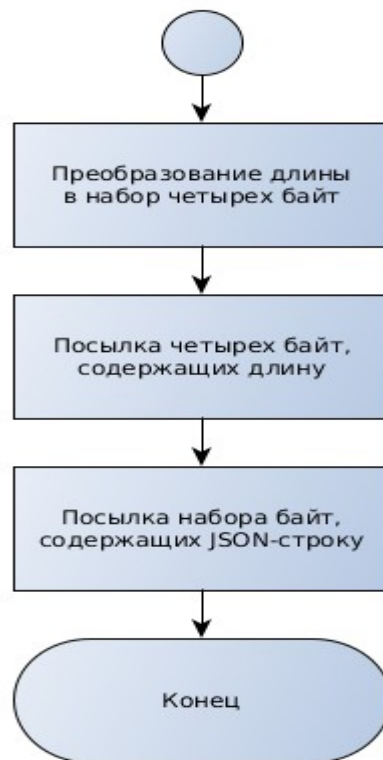 Преобразование длины
в набор четырех байт
Посылка четырех байт,
содержащих длину
Посылка набора байт,
содержащих JSON-строку
Конец